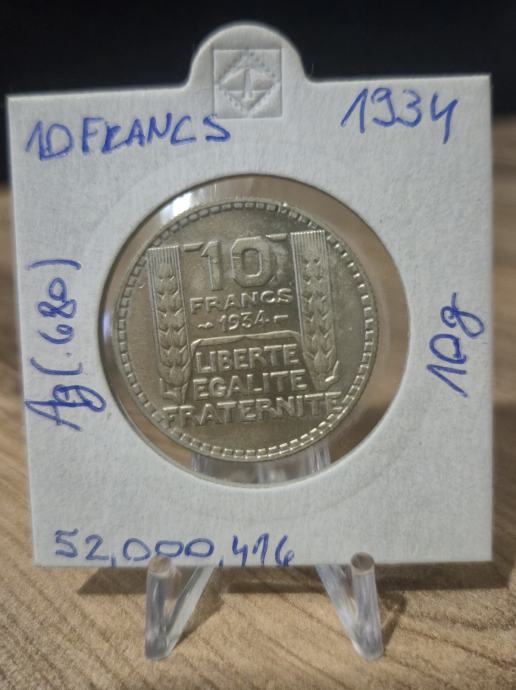 10 FRANCS
1934
Ag (.680)
10
FRANCS
1934
LIBERTE
EGALITE
FRATERNITE
10g
52,000,416